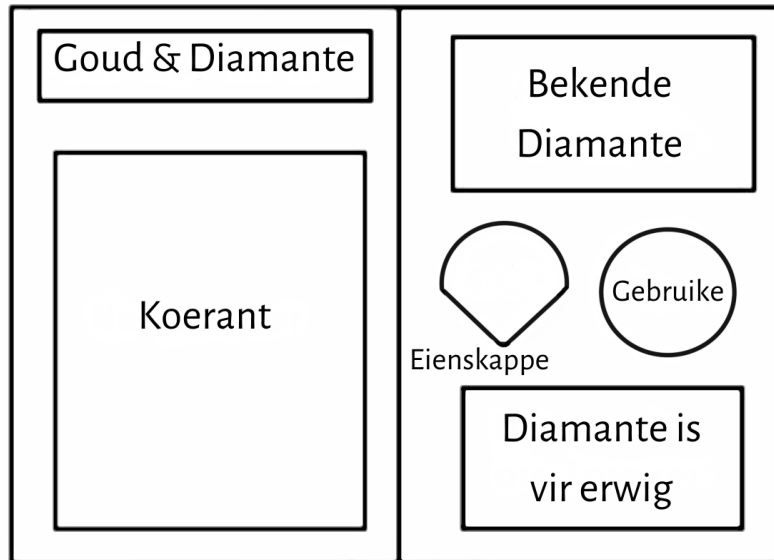 Goud & Diamante
Koerant
Bekende
Diamante
Eienskappe
Gebruike
Diamante is
vir erwig